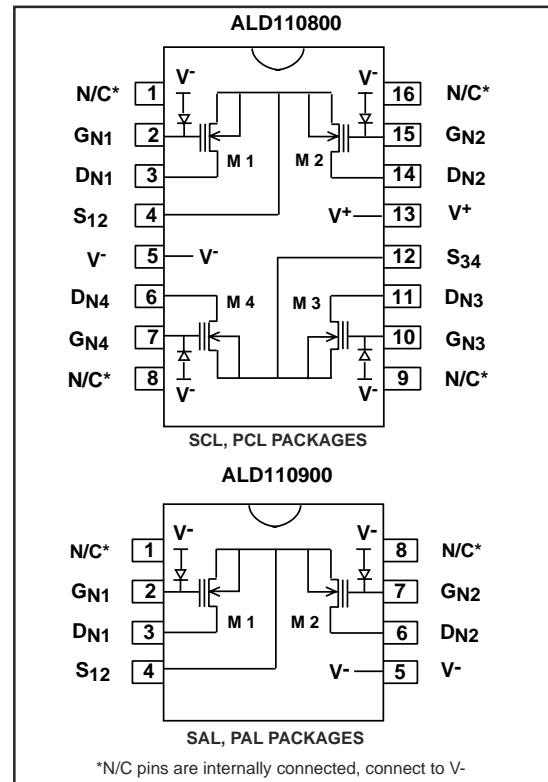 ALD110800
V- V-
N/C* 1 16 N/C*
GN1 2 15 GN2
M 1 M 2
DN1 3 14 DN2
S12 4 V+ 13 V+
V- 5 V- 12 S34
DN4 6 M 4 M 3 11 DN3
GN4 7 10 GN3
N/C* 8 9 N/C*
V- V-
SCL, PCL PACKAGES
ALD110900
V- V-
N/C* 1 8 N/C*
GN1 2 7 GN2
M 1 M 2
DN1 3 6 DN2
S12 4 V- 5 V-
SAL, PAL PACKAGES
*N/C pins are internally connected, connect to V-